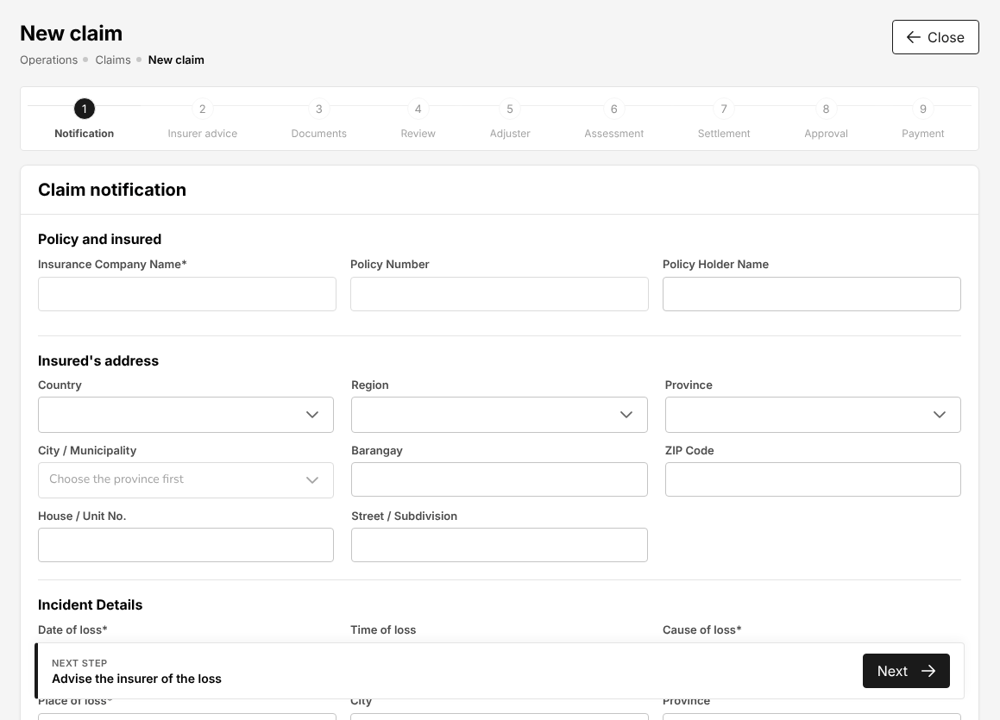 New claim
Close
Operations Claims New claim
1 2 3 4 5 6 7 8 9
Notification Insurer advice Documents Review Adjuster Assessment Settlement Approval Payment
Claim notification
Policy and insured
Insurance Company Name* Policy Number Policy Holder Name
Insured's address
Country Region Province
City / Municipality Barangay ZIP Code
Choose the province first
House / Unit No. Street / Subdivision
Incident Details
Date of loss* Time of loss Cause of loss*
NEXT STEP
Advise the insurer of the loss
Next
Place of loss* City Province